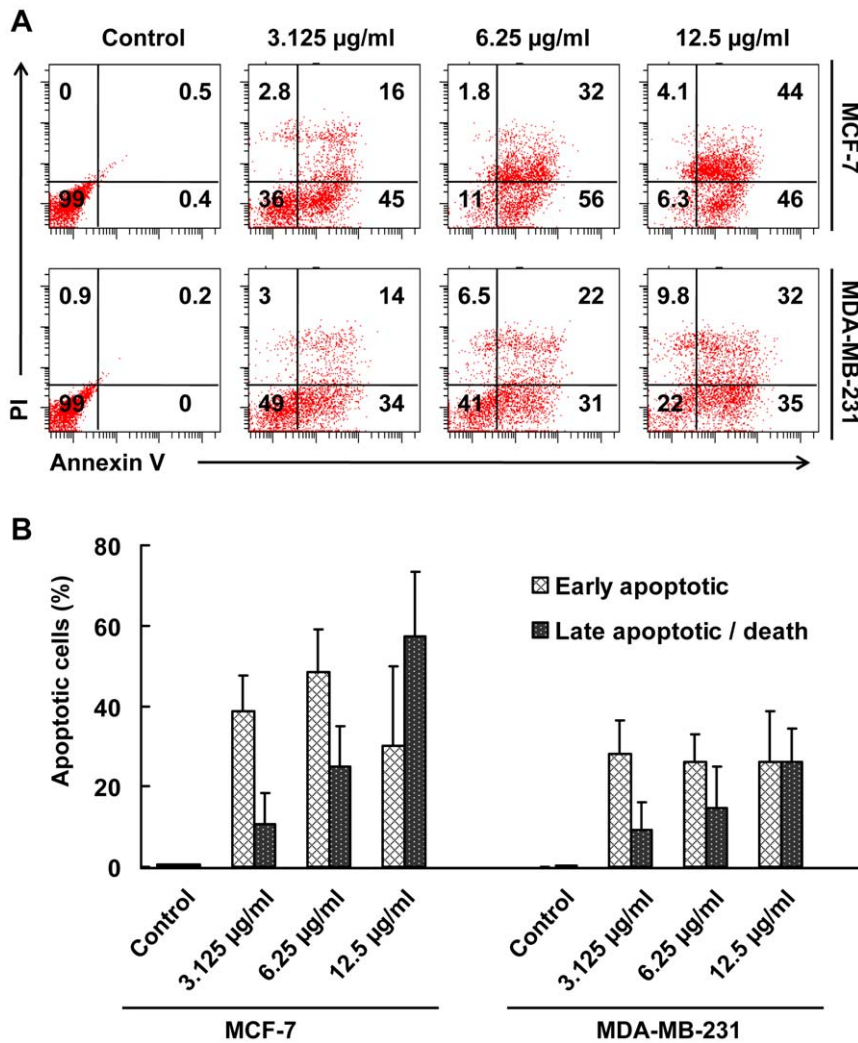 A
Control 3.125 µg/ml 6.25 µg/ml 12.5 µg/ml
0 0.5 2.8 16 1.8 32 4.1 44
99 0.4 36 45 11 56 6.3 46
MCF-7
0.9 0.2 3 14 6.5 22 9.8 32
99 0 49 34 41 31 22 35
MDA-MB-231
PI
Annexin V
B
Apoptotic cells (%)
80
60
40
20
0
Early apoptotic
Late apoptotic / death
Control 3.125 µg/ml 6.25 µg/ml 12.5 µg/ml Control 3.125 µg/ml 6.25 µg/ml 12.5 µg/ml
MCF-7 MDA-MB-231